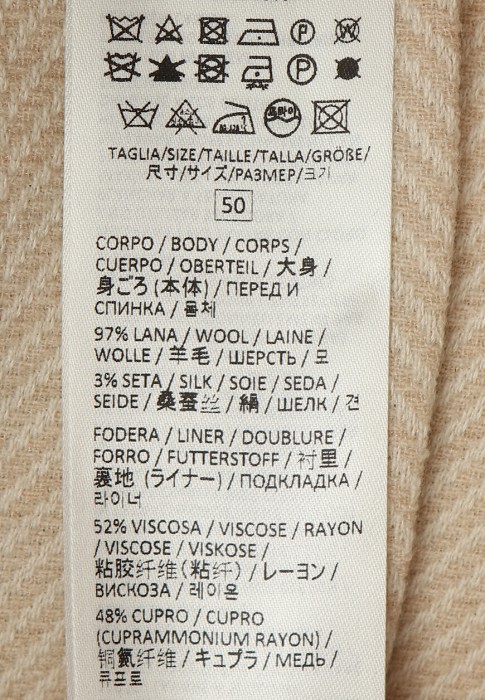 P W
P
드라이
TAGLIA/SIZE/TAILLE/TALLA/GRÖßE/
尺寸/サイズ/РАЗМЕР/크기
50
CORPO / BODY / CORPS /
CUERPO / OBERTEIL / 大身 /
身ごろ (本体) / ПЕРЕД И
СПИНКА / 몸체
97% LANA / WOOL / LAINE /
WOLLE / 羊毛 / ШЕРСТЬ / 모
3% SETA / SILK / SOIE / SEDA /
SEIDE / 桑蚕丝 / 絹 / ШЕЛК / 견
FODERA / LINER / DOUBLURE /
FORRO / FUTTERSTOFF / 衬里 /
裏地 (ライナー) / ПОДКЛАДКА /
라이너
52% VISCOSA / VISCOSE / RAYON
/ VISCOSE / VISKOSE /
粘胶纤维 (粘纤) / レーヨン /
ВИСКОЗА / 레이온
48% CUPRO / CUPRO
(CUPRAMMONIUM RAYON) /
铜氨纤维 / キュプラ / МЕДЬ /
큐프로